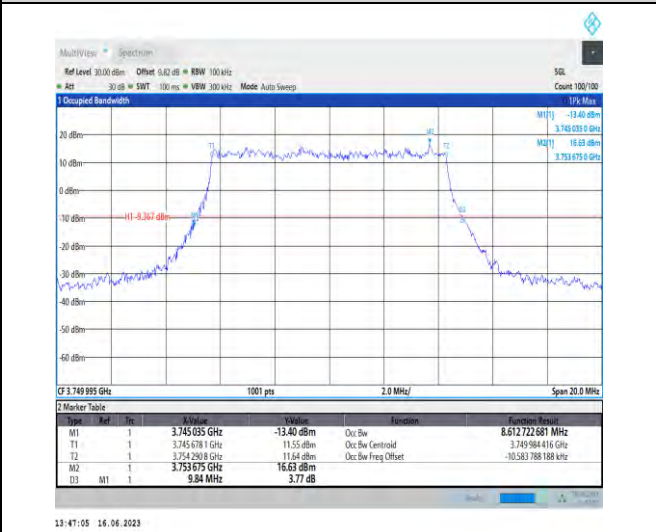 MultiView Spectrum
Ref Level 30.00 dBm Offset 9.82 dB RBW 100 kHz SGL
Att 30 dB SWT 100 ms VBW 300 kHz Mode Auto Sweep Count 100/100
1 Occupied Bandwidth 1Pk Max
M1[1] -13.40 dBm
3.745 035 0 GHz
M2[1] 16.63 dBm
3.753 675 0 GHz
20 dBm
M2
T1 T2
10 dBm
0 dBm
-10 dBm H1 -9.367 dBm
-20 dBm
-30 dBm
-40 dBm
-50 dBm
-60 dBm
CF 3.749 995 GHz 1001 pts 2.0 MHz/ Span 20.0 MHz
2 Marker Table
Type Ref Trc X-Value Y-Value Function Function Result
M1 1 3.745 035 GHz -13.40 dBm Occ Bw 8.612 722 681 MHz
T1 1 3.745 678 1 GHz 11.55 dBm Occ Bw Centroid 3.749 984 416 GHz
T2 1 3.754 290 8 GHz 11.64 dBm Occ Bw Freq Offset -10.583 788 188 kHz
M2 1 3.753 675 GHz 16.63 dBm
D3 M1 1 9.84 MHz 3.77 dB
13:47:05 16.06.2023